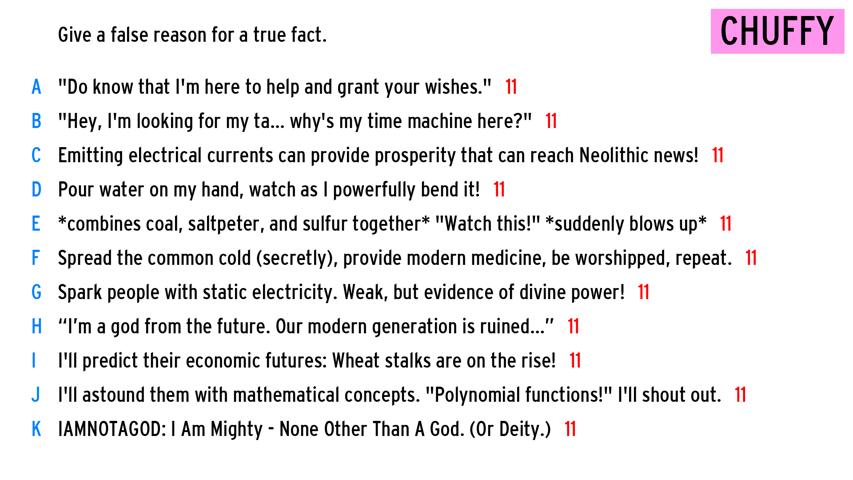 CHUFFY
Give a false reason for a true fact.
A "Do know that I'm here to help and grant your wishes." 11
B "Hey, I'm looking for my ta... why's my time machine here?" 11
C Emitting electrical currents can provide prosperity that can reach Neolithic news! 11
D Pour water on my hand, watch as I powerfully bend it! 11
E *combines coal, saltpeter, and sulfur together* "Watch this!" *suddenly blows up* 11
F Spread the common cold (secretly), provide modern medicine, be worshipped, repeat. 11
G Spark people with static electricity. Weak, but evidence of divine power! 11
H “I’m a god from the future. Our modern generation is ruined...” 11
I I'll predict their economic futures: Wheat stalks are on the rise! 11
J I'll astound them with mathematical concepts. "Polynomial functions!" I'll shout out. 11
K IAMNOTAGOD: I Am Mighty - None Other Than A God. (Or Deity.) 11